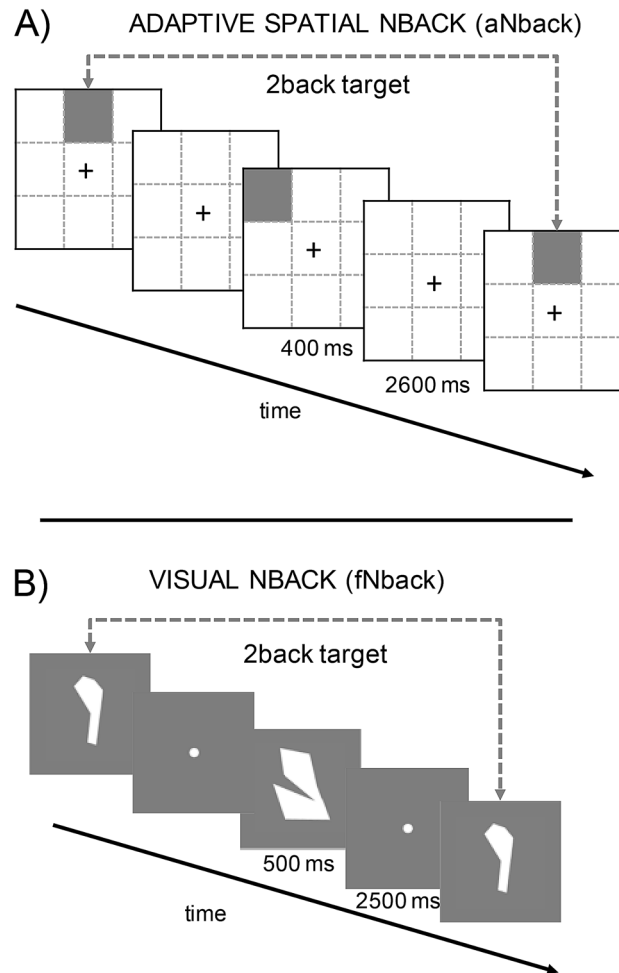 A)
ADAPTIVE SPATIAL NBACK (aNback)
2back target
400 ms
2600 ms
time
B)
VISUAL NBACK (fNback)
2back target
500 ms
2500 ms
time